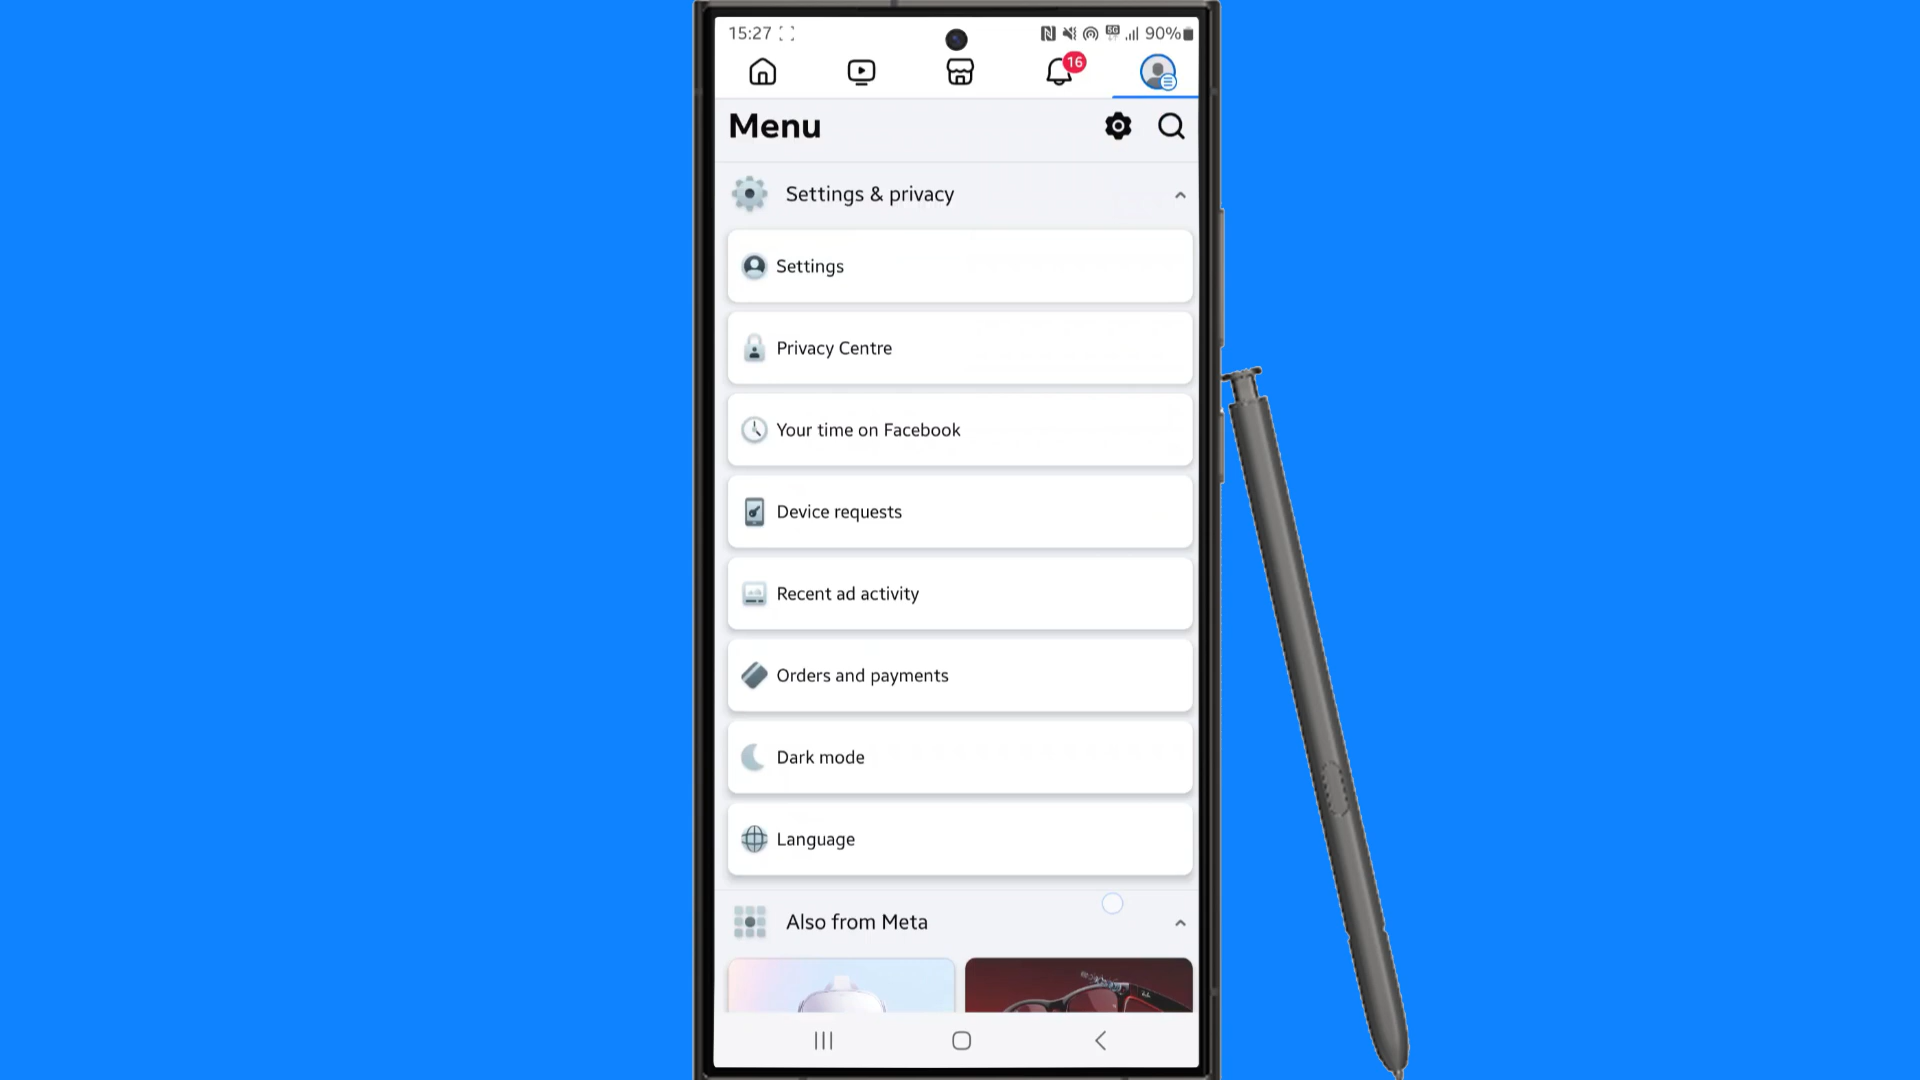 15:27
5G
90%
16
Menu
Settings & privacy
Settings
Privacy Centre
Your time on Facebook
Device requests
Recent ad activity
Orders and payments
Dark mode
Language
Also from Meta